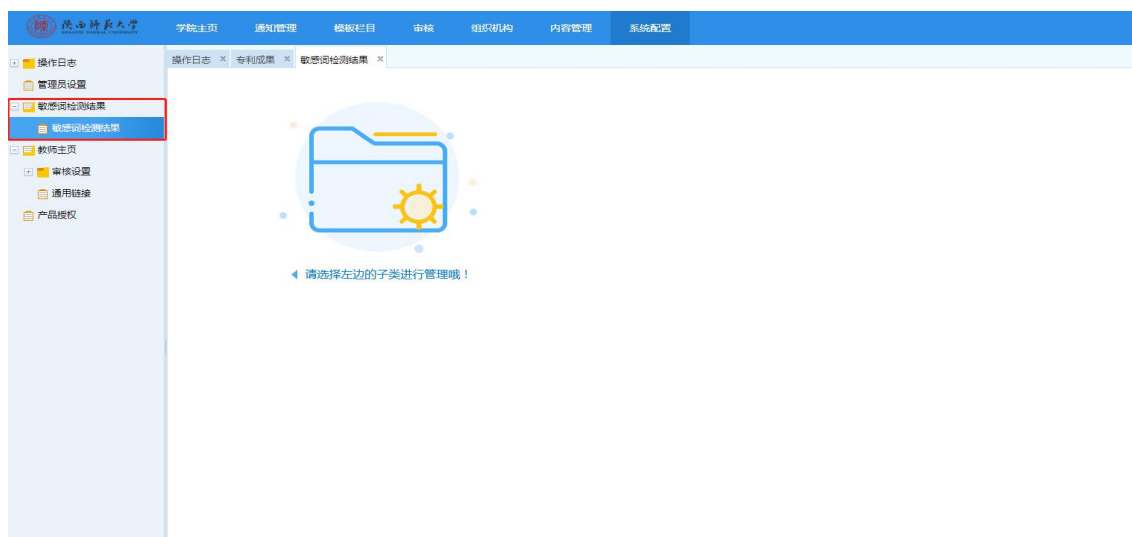 陕西师范大学
SHAANXI NORMAL UNIVERSITY
学院主页 通知管理 模板栏目 审核 组织机构 内容管理 系统配置
操作日志 × 专利成果 × 敏感词检测结果 ×
操作日志
管理员设置
敏感词检测结果
敏感词检测结果
教师主页
审核设置
通用链接
产品授权
请选择左边的子类进行管理哦！